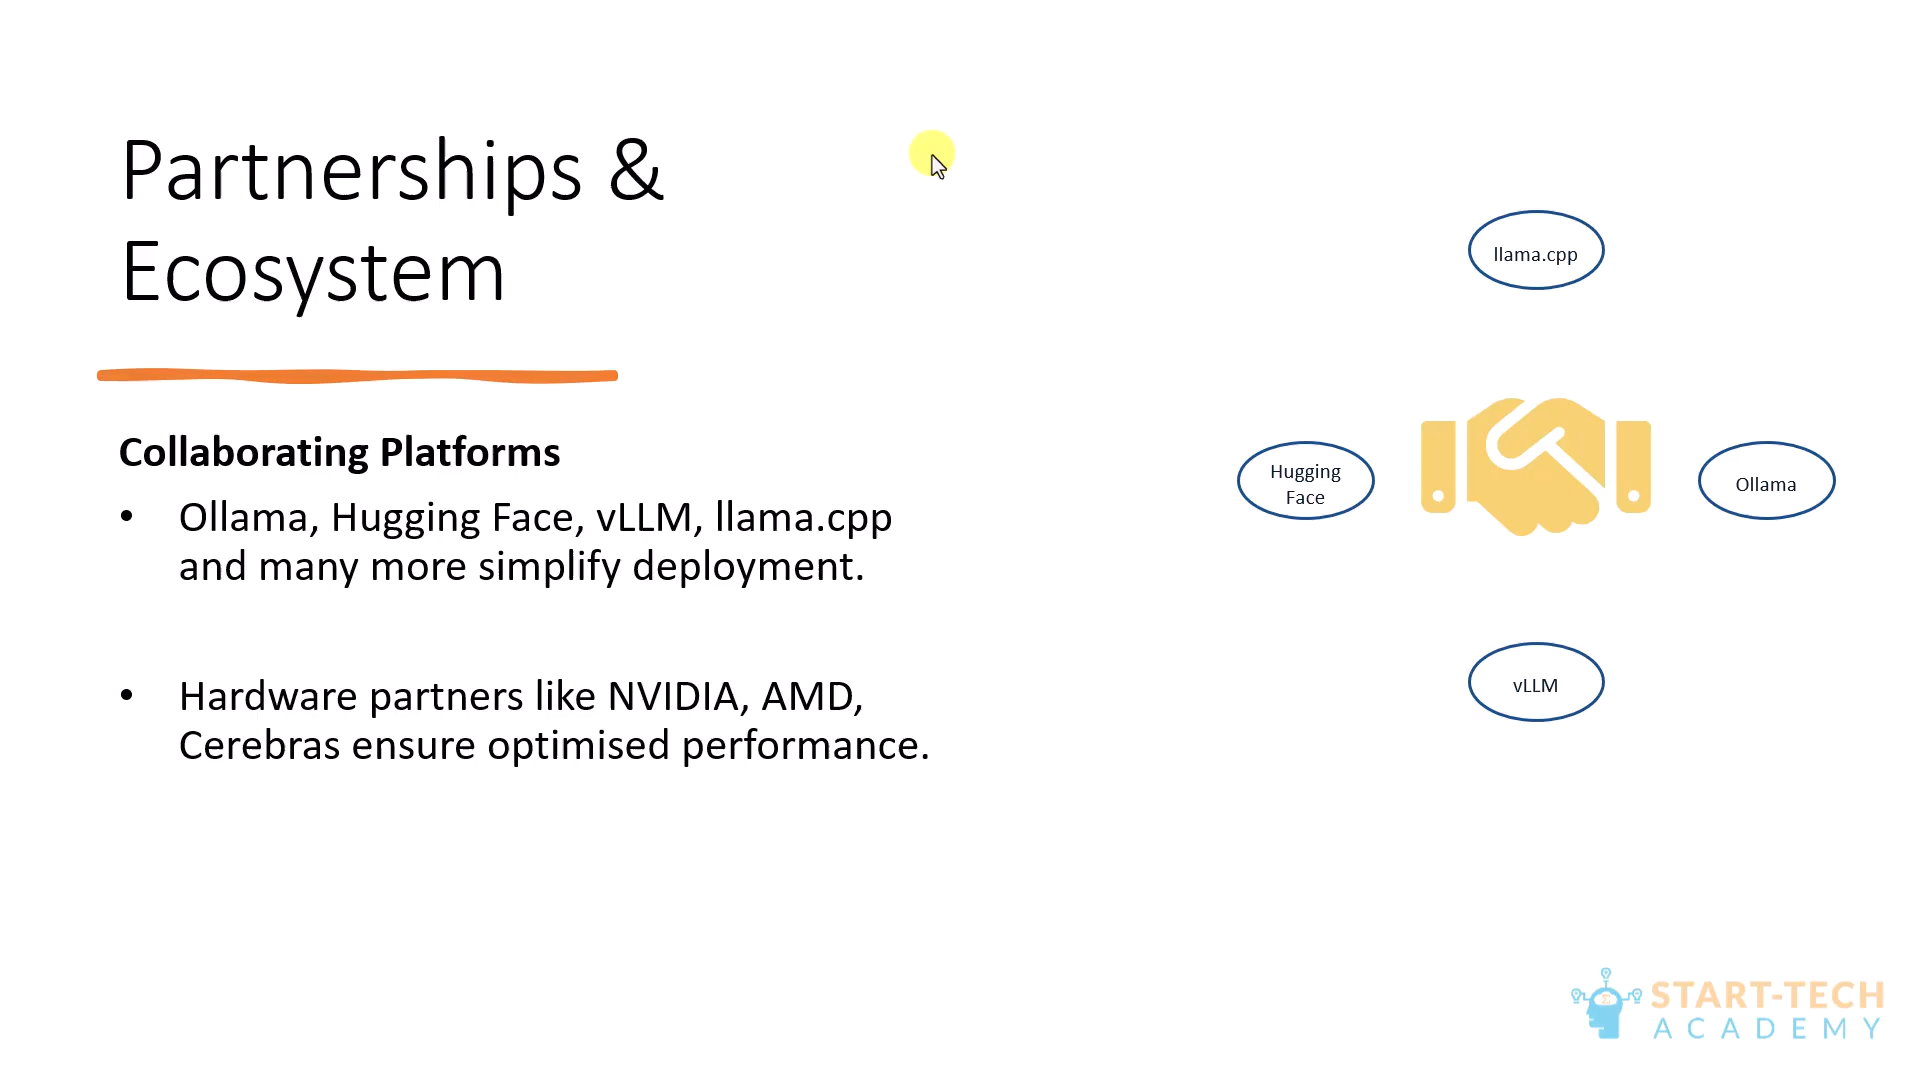 Partnerships &
Ecosystem
Collaborating Platforms
• Ollama, Hugging Face, vLLM, llama.cpp
and many more simplify deployment.
• Hardware partners like NVIDIA, AMD,
Cerebras ensure optimised performance.
llama.cpp
Hugging
Face
Ollama
vLLM
START-TECH
ACADEMY